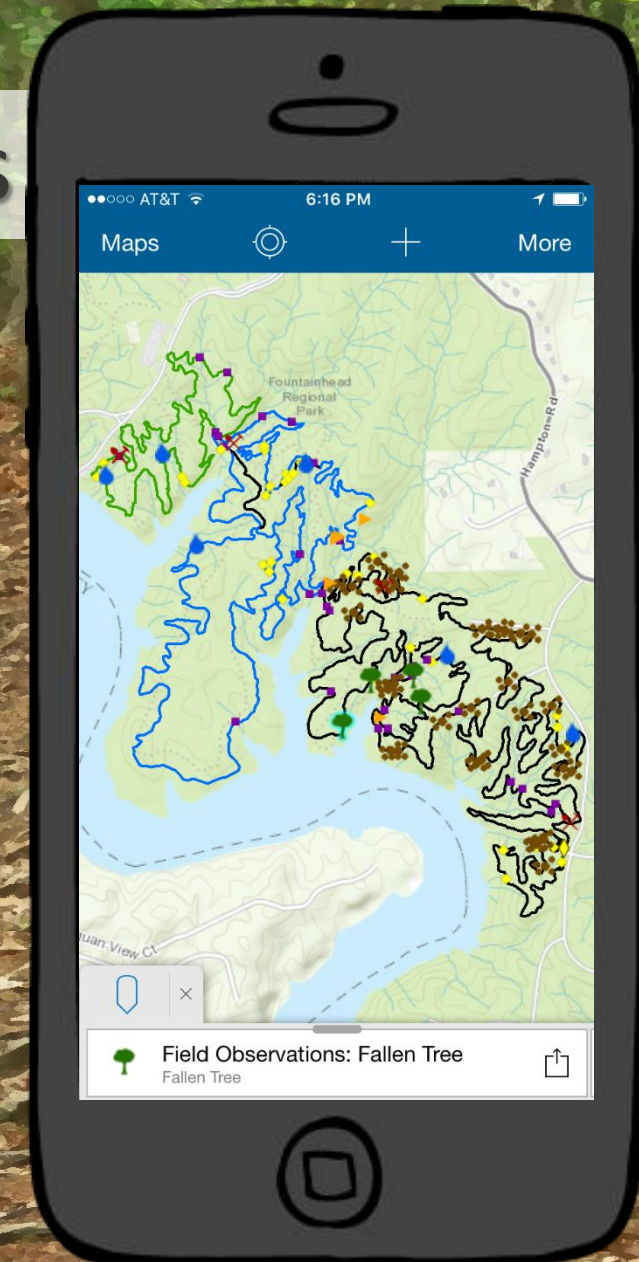 AT&T
6:16 PM
Maps
More
Fountainhead
Regional
Park
Hampton Rd
Field Observations: Fallen Tree
Fallen Tree